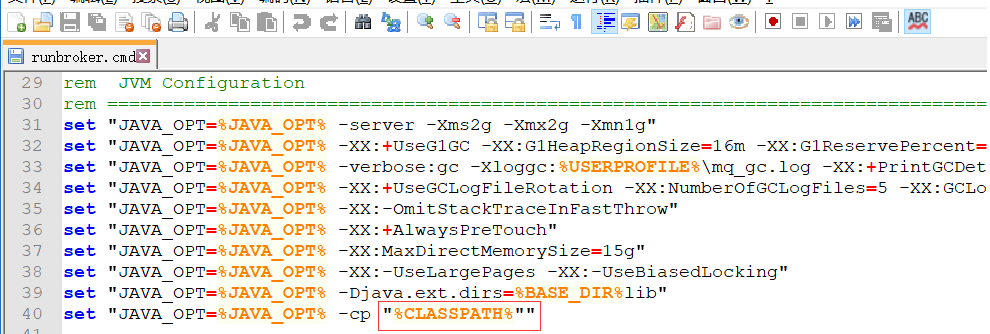 runbroker.cmd
29 rem  JVM Configuration
30 rem =================================================================================
31 set "JAVA_OPT=%JAVA_OPT% -server -Xms2g -Xmx2g -Xmn1g"
32 set "JAVA_OPT=%JAVA_OPT% -XX:+UseG1GC -XX:G1HeapRegionSize=16m -XX:G1ReservePercent=
33 set "JAVA_OPT=%JAVA_OPT% -verbose:gc -Xloggc:%USERPROFILE%\mq_gc.log -XX:+PrintGCDet
34 set "JAVA_OPT=%JAVA_OPT% -XX:+UseGCLogFileRotation -XX:NumberOfGCLogFiles=5 -XX:GCLo
35 set "JAVA_OPT=%JAVA_OPT% -XX:-OmitStackTraceInFastThrow"
36 set "JAVA_OPT=%JAVA_OPT% -XX:+AlwaysPreTouch"
37 set "JAVA_OPT=%JAVA_OPT% -XX:MaxDirectMemorySize=15g"
38 set "JAVA_OPT=%JAVA_OPT% -XX:-UseLargePages -XX:-UseBiasedLocking"
39 set "JAVA_OPT=%JAVA_OPT% -Djava.ext.dirs=%BASE_DIR%lib"
40 set "JAVA_OPT=%JAVA_OPT% -cp "%CLASSPATH%""